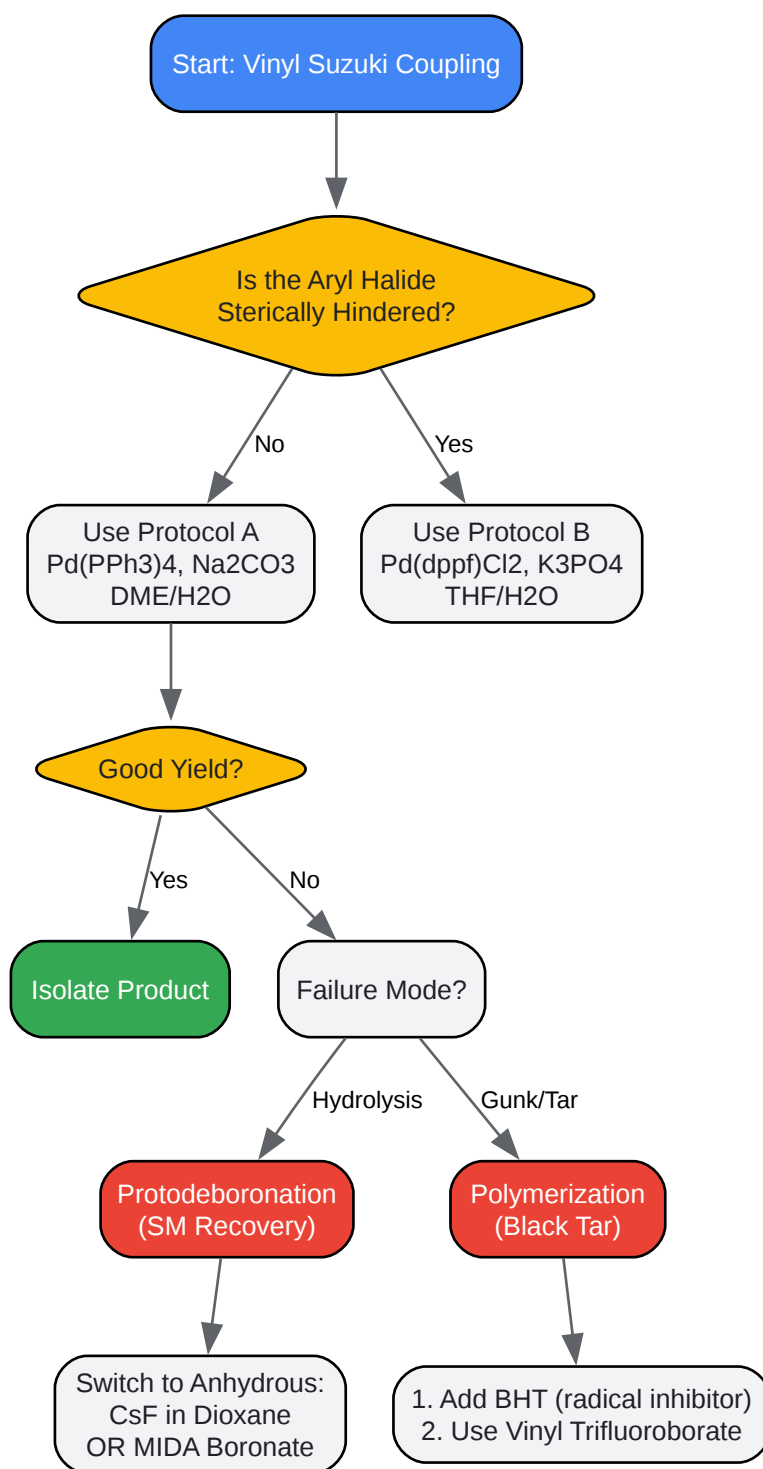 Start: Vinyl Suzuki Coupling
Is the Aryl Halide
Sterically Hindered?
No
Yes
Use Protocol A
Pd(PPh3)4, Na2CO3
DME/H2O
Use Protocol B
Pd(dppf)Cl2, K3PO4
THF/H2O
Good Yield?
Yes
No
Isolate Product
Failure Mode?
Hydrolysis
Gunk/Tar
Protodeboronation
(SM Recovery)
Polymerization
(Black Tar)
Switch to Anhydrous:
CsF in Dioxane
OR MIDA Boronate
1. Add BHT (radical inhibitor)
2. Use Vinyl Trifluoroborate